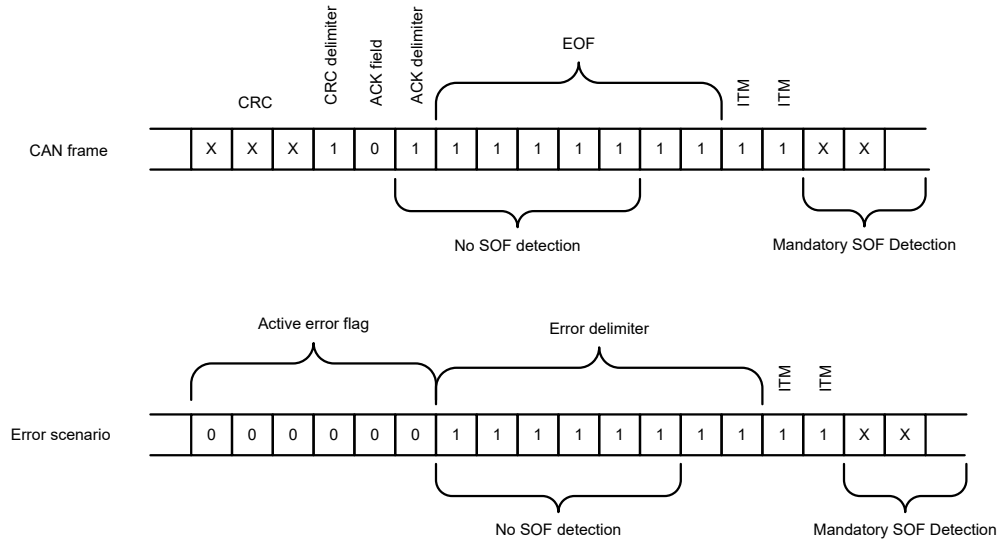 CRC delimiter
ACK field
ACK delimiter
EOF
CRC
ITM
ITM
CAN frame
X X X 1 0 1 1 1 1 1 1 1 1 1 1 X X
No SOF detection
Mandatory SOF Detection
Active error flag
Error delimiter
ITM
ITM
Error scenario
0 0 0 0 0 0 1 1 1 1 1 1 1 1 1 1 X X
No SOF detection
Mandatory SOF Detection